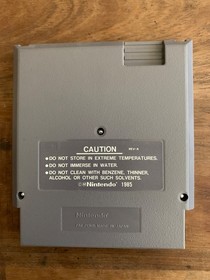 CAUTION
REV-A
•DO NOT STORE IN EXTREME TEMPERATURES.
•DO NOT IMMERSE IN WATER.
•DO NOT CLEAN WITH BENZENE, THINNER,
ALCOHOL OR OTHER SUCH SOLVENTS.
©Nintendo 1985
Nintendo